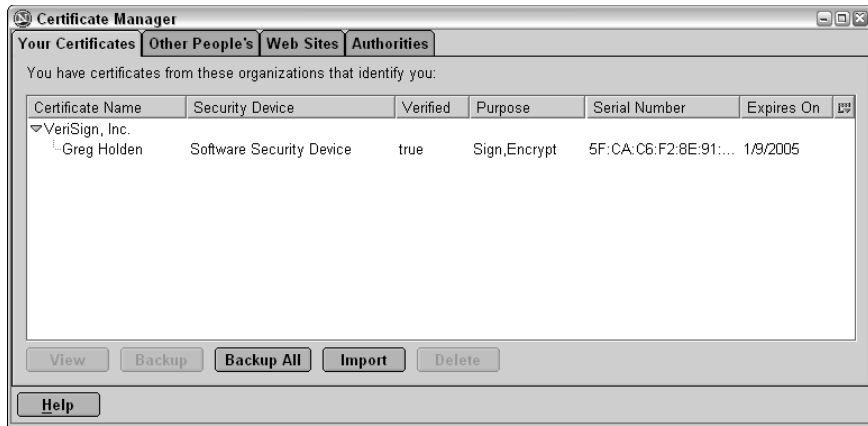 Certificate Manager
Your Certificates Other People's Web Sites Authorities
You have certificates from these organizations that identify you:
Certificate Name Security Device Verified Purpose Serial Number Expires On
VeriSign, Inc.
Greg Holden Software Security Device true Sign,Encrypt 5F:CA:C6:F2:8E:91:... 1/9/2005
View Backup Backup All Import Delete
Help